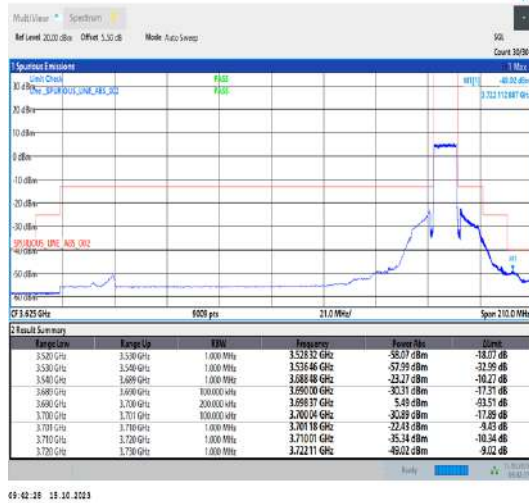 MultiView Spectrum
Ref Level 20.00 dBm Offset 5.50 dB Mode Auto Sweep SGL
Count 30/30
1 Spurious Emissions 1 Max
Limit Check PASS M1[1] -49.02 dBm
Line _SPURIOUS_LINE_ABS_002 PASS 3.722 112 887 GHz
20 dBm
10 dBm
0 dBm
-10 dBm
-20 dBm
-30 dBm
_SPURIOUS_LINE_ABS_002
-40 dBm
M1
-50 dBm
-60 dBm
CF 3.625 GHz 9009 pts 21.0 MHz/ Span 210.0 MHz
2 Result Summary
Range Low Range Up RBW Frequency Power Abs ΔLimit
3.520 GHz 3.530 GHz 1.000 MHz 3.52832 GHz -58.07 dBm -18.07 dB
3.530 GHz 3.540 GHz 1.000 MHz 3.53646 GHz -57.99 dBm -32.99 dB
3.540 GHz 3.689 GHz 1.000 MHz 3.68848 GHz -23.27 dBm -10.27 dB
3.689 GHz 3.690 GHz 100.000 kHz 3.69000 GHz -30.31 dBm -17.31 dB
3.690 GHz 3.700 GHz 200.000 kHz 3.69837 GHz 5.49 dBm -93.51 dB
3.700 GHz 3.701 GHz 100.000 kHz 3.70004 GHz -30.89 dBm -17.89 dB
3.701 GHz 3.710 GHz 1.000 MHz 3.70118 GHz -22.43 dBm -9.43 dB
3.710 GHz 3.720 GHz 1.000 MHz 3.71001 GHz -35.34 dBm -10.34 dB
3.720 GHz 3.730 GHz 1.000 MHz 3.72211 GHz -49.02 dBm -9.02 dB
Ready
09:42:28 15.10.2023